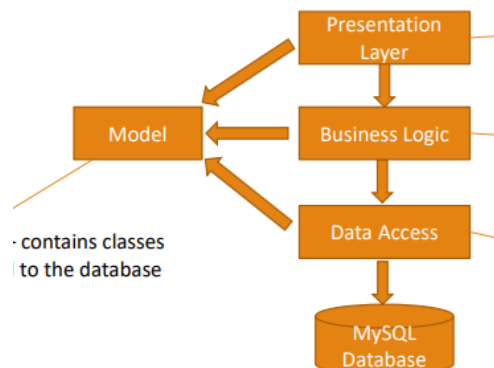 Presentation
Layer
Model
Business Logic
- contains classes
to the database
Data Access
MySQL
Database